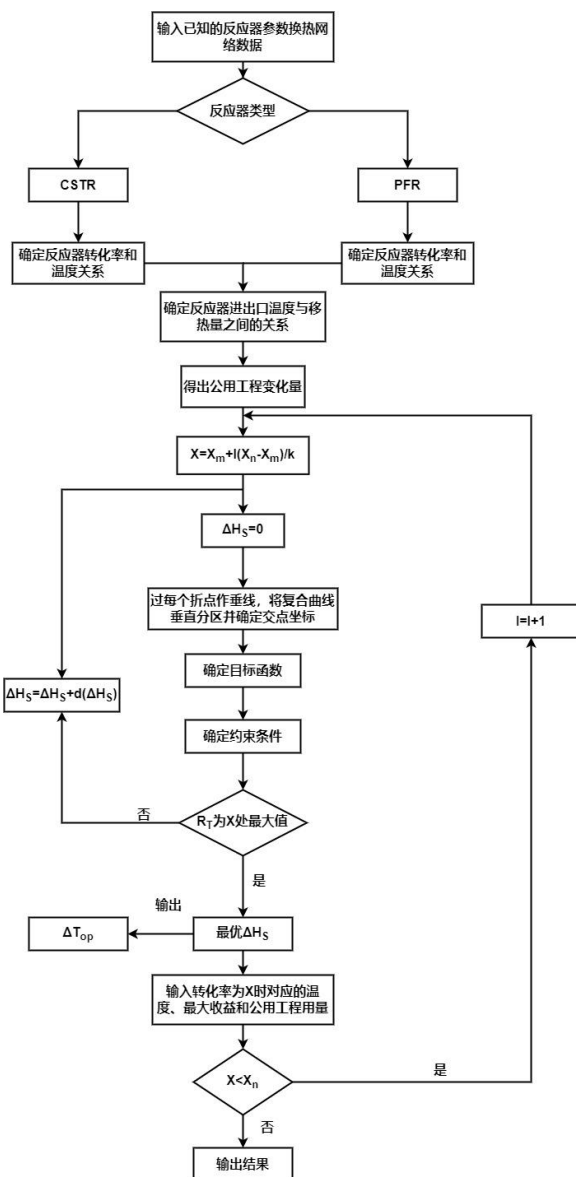 输入已知的反应器参数换热网
络数据
反应器类型
CSTR
PFR
确定反应器转化率和
温度关系
确定反应器转化率和
温度关系
确定反应器进出口温度与移
热量之间的关系
得出公用工程变化量
X=Xm+I(Xn-Xm)/k
ΔHS=0
过每个折点作垂线，将复合曲线
垂直分区并确定交点坐标
I=I+1
确定目标函数
ΔHS=ΔHS+d(ΔHS)
确定约束条件
否
RT为X处最大值
是
输出
ΔTop
最优ΔHS
输入转化率为X时对应的温
度、最大收益和公用工程用量
X<Xn
是
否
输出结果